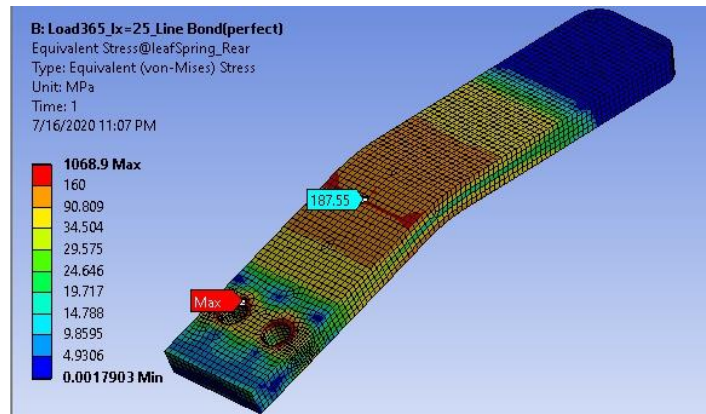 B: Load365_Ix=25_Line Bond(perfect)
Equivalent Stress@leafSpring_Rear
Type: Equivalent (von-Mises) Stress
Unit: MPa
Time: 1
7/16/2020 11:07 PM
1068.9 Max
160
90.809
34.504
29.575
24.646
19.717
14.788
9.8595
4.9306
0.0017903 Min
187.55
Max